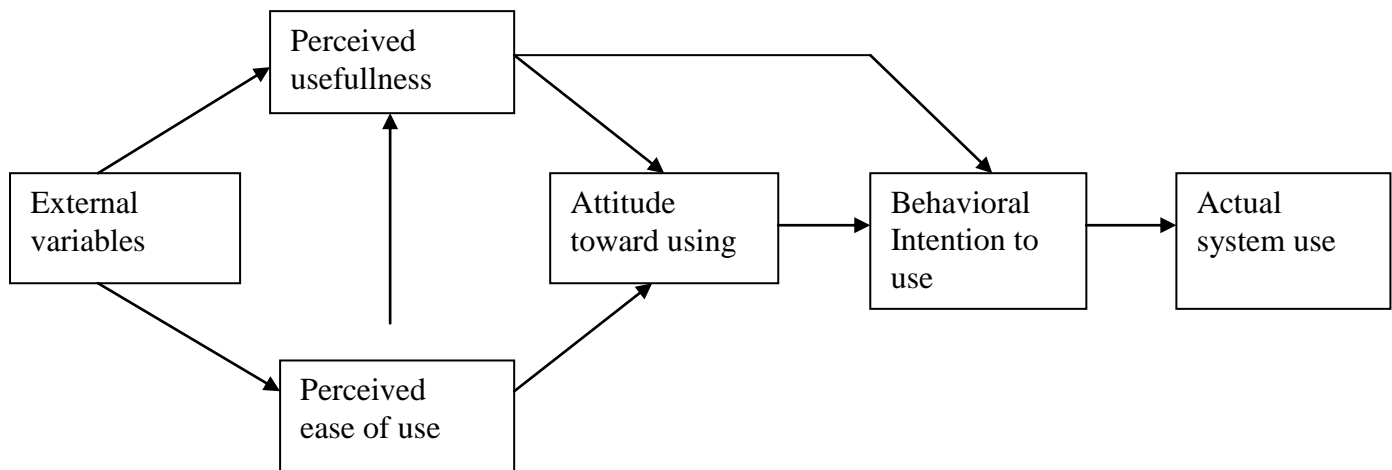 Perceived
usefullness
External
variables
Attitude
toward using
Behavioral
Intention to
use
Actual
system use
Perceived
ease of use